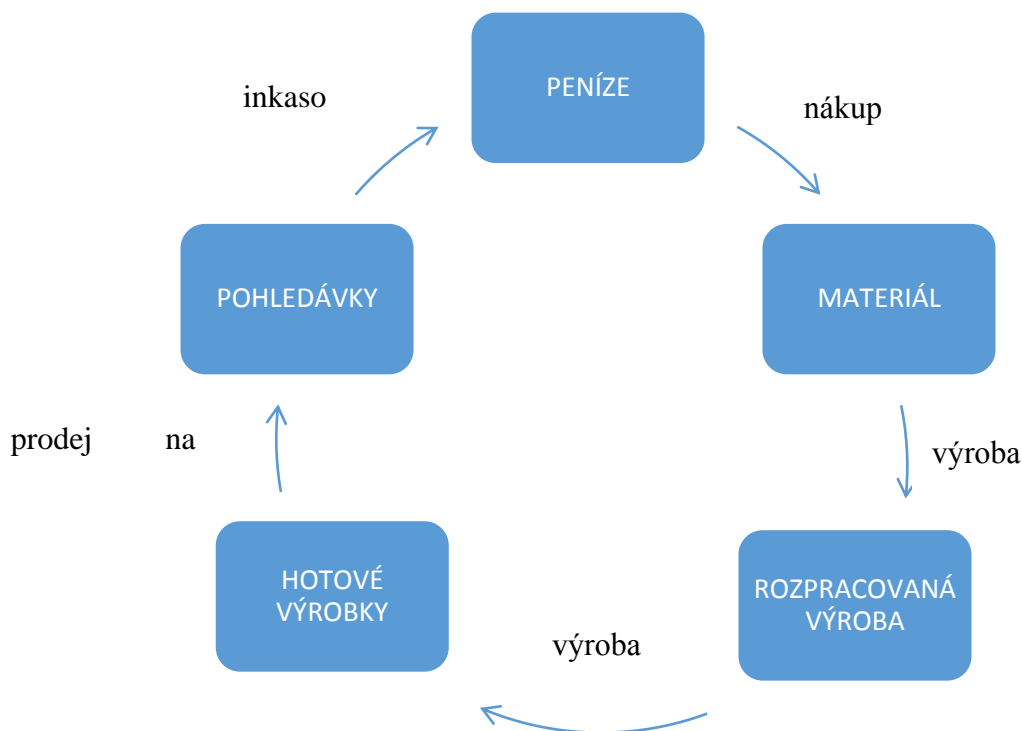 PENÍZE
inkaso
nákup
POHLEDÁVKY
MATERIÁL
prodej na
výroba
HOTOVÉ
VÝROBKY
ROZPRACOVANÁ
VÝROBA
výroba